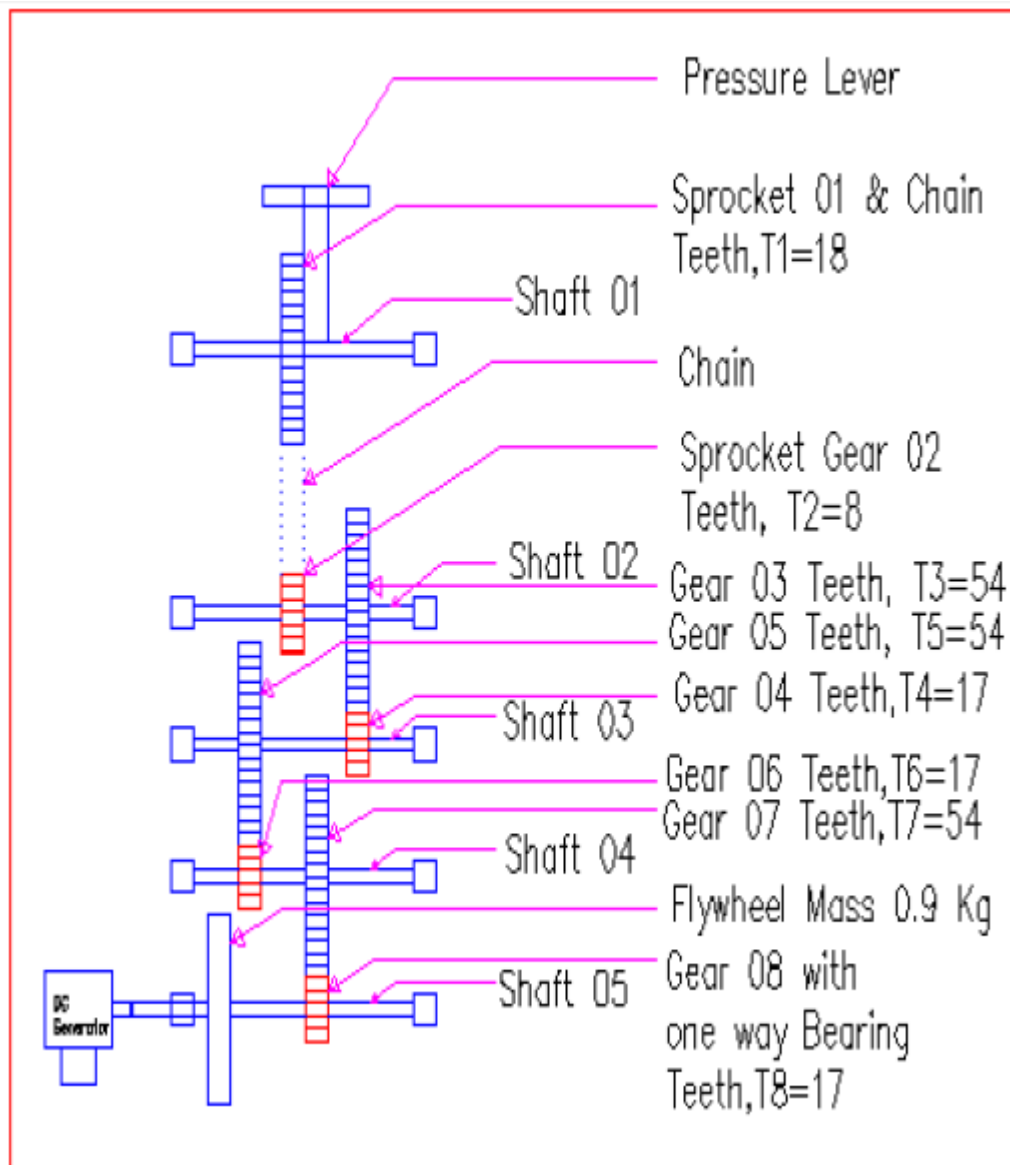 Pressure Lever
Sprocket 01 & Chain
Teeth,T1=18
Shaft 01
Chain
Sprocket Gear 02
Teeth, T2=8
Shaft 02
Gear 03 Teeth, T3=54
Gear 05 Teeth, T5=54
Gear 04 Teeth,T4=17
Shaft 03
Gear 06 Teeth,T6=17
Gear 07 Teeth,T7=54
Shaft 04
Flywheel Mass 0.9 Kg
Gear 08 with
Shaft 05
one way Bearing
Teeth,T8=17
DC
Generator